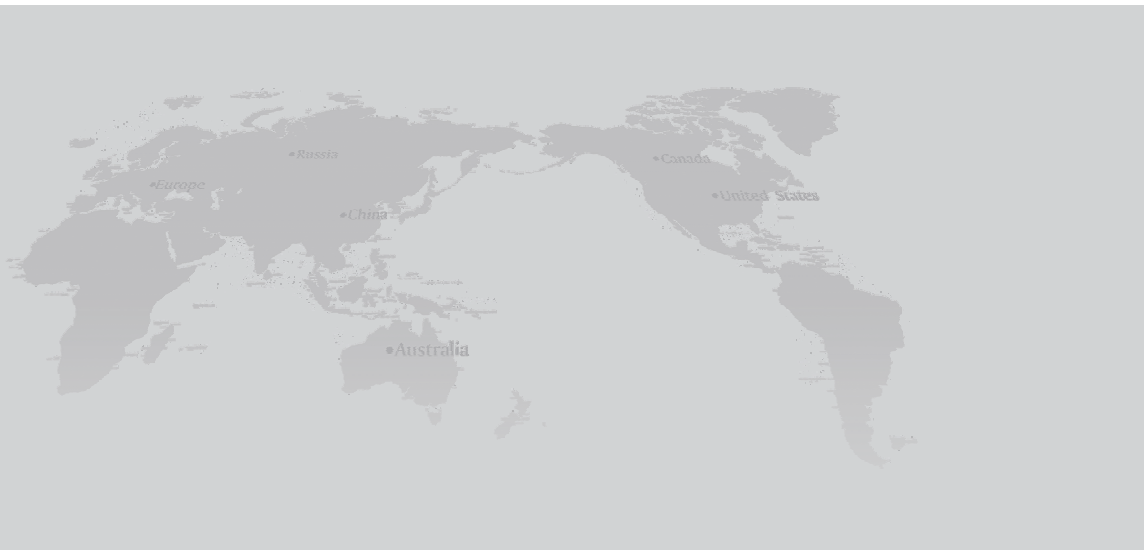 Russia
Canada
Europe
United States
China
Australia